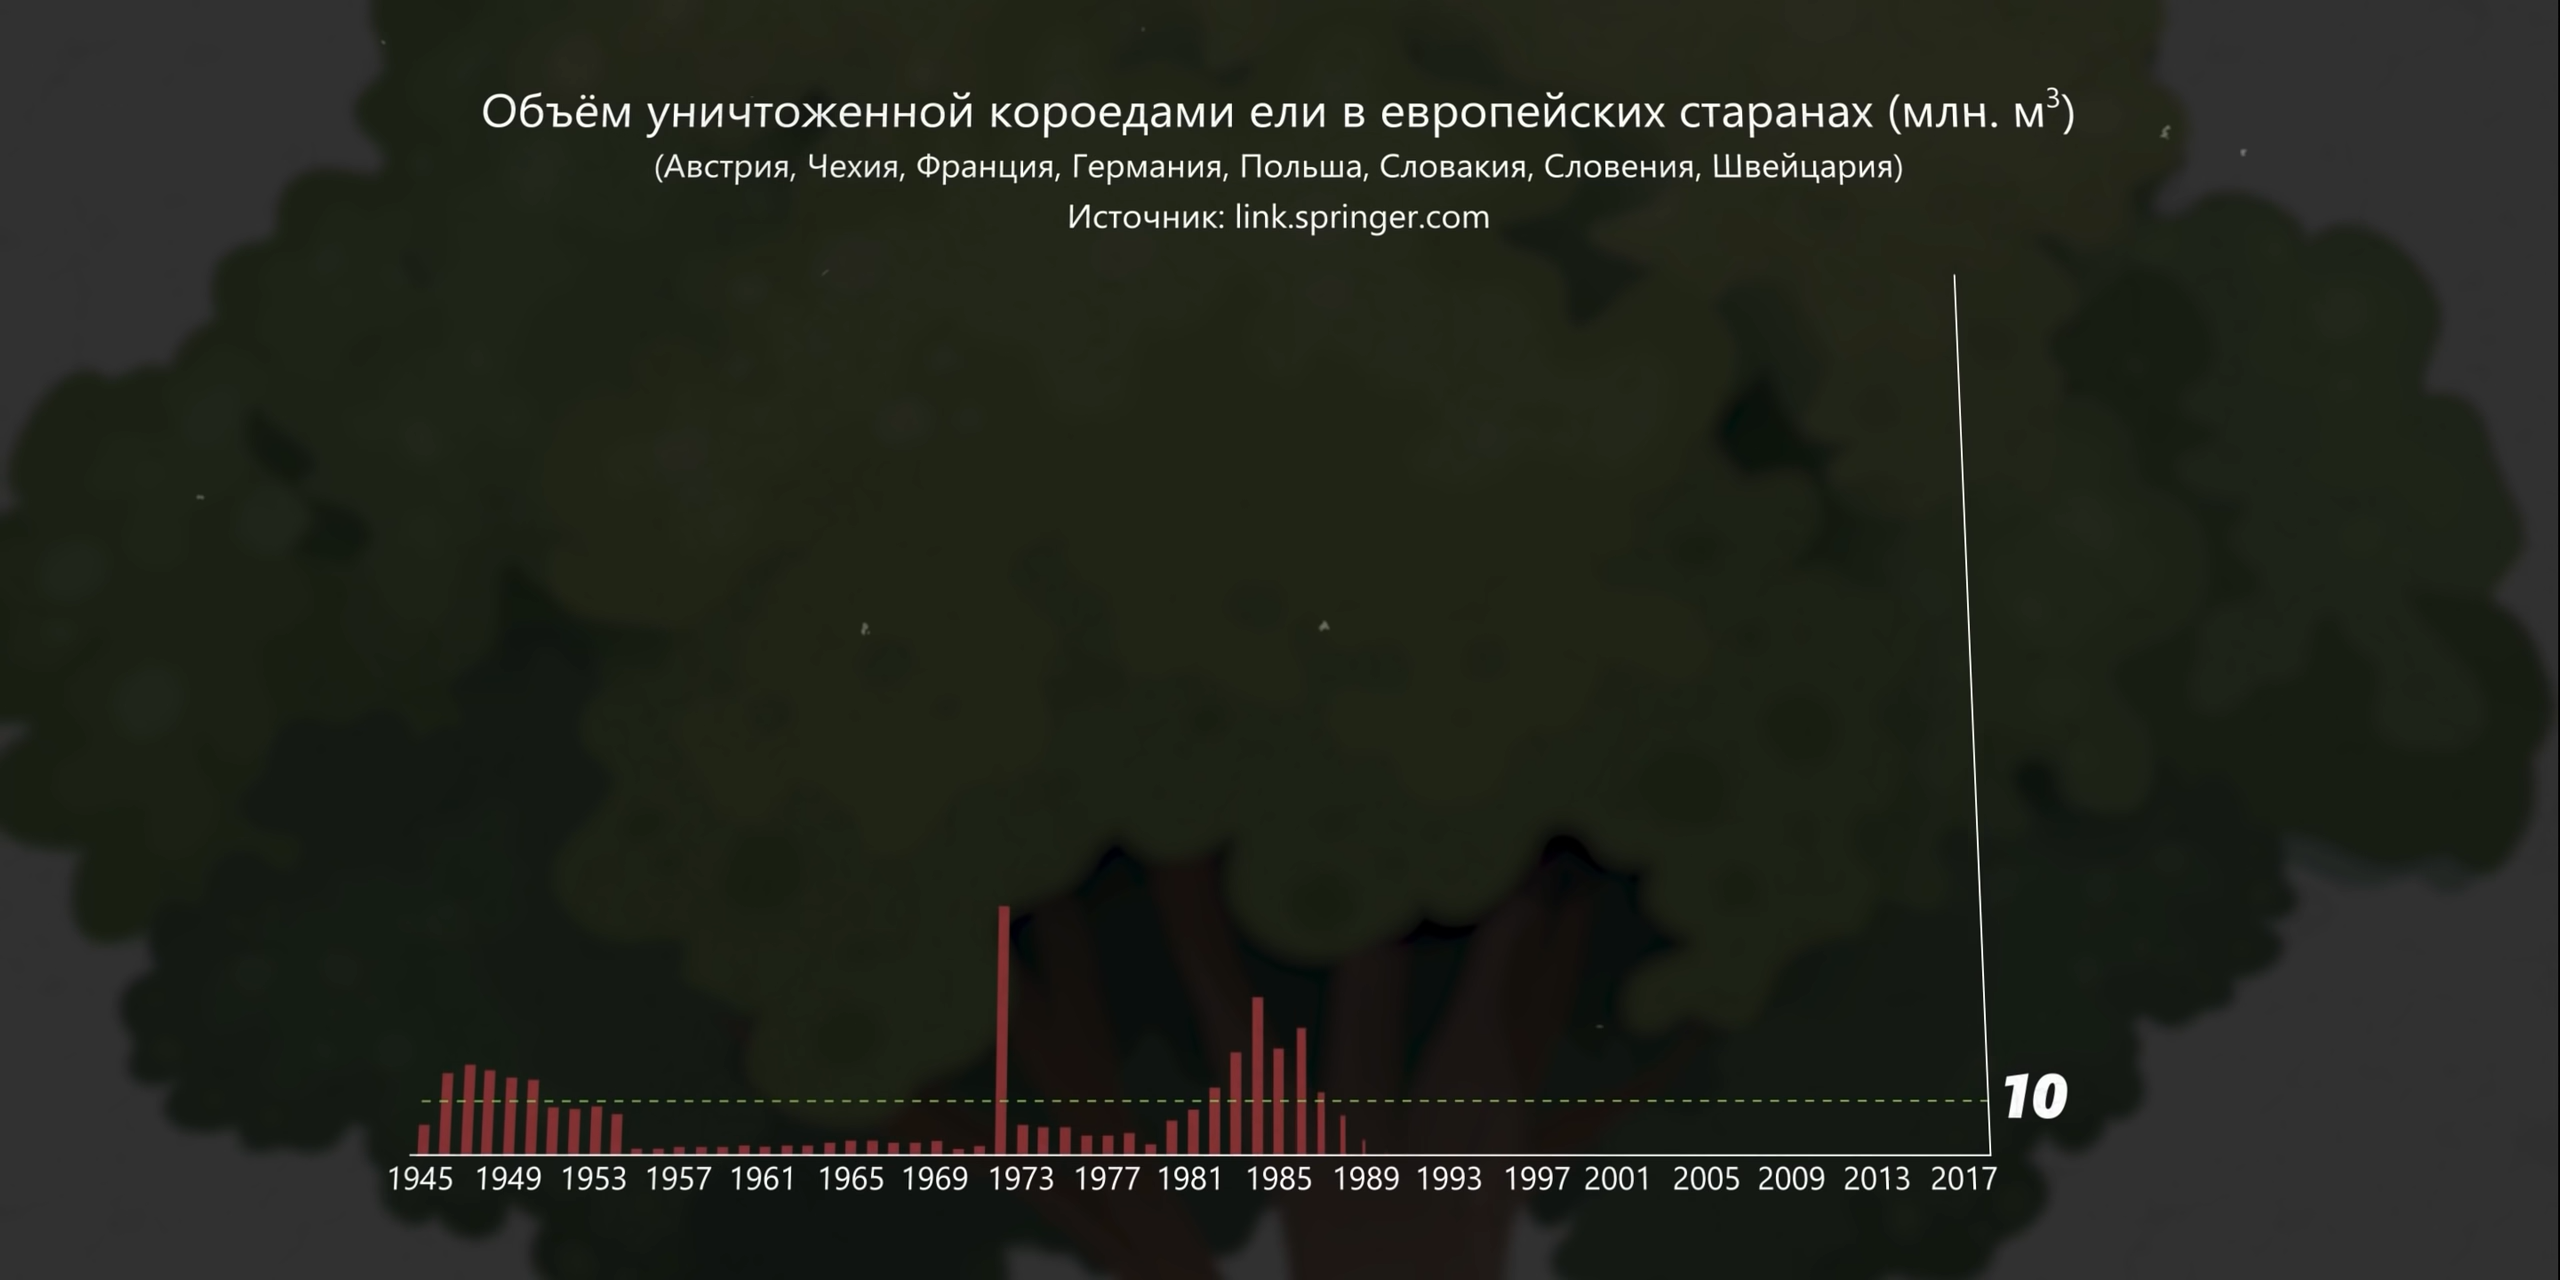 Объём уничтоженной короедами ели в европейских старанах (млн. м³)
(Австрия, Чехия, Франция, Германия, Польша, Словакия, Словения, Швейцария)
Источник: link.springer.com
10
1945 1949 1953 1957 1961 1965 1969 1973 1977 1981 1985 1989 1993 1997 2001 2005 2009 2013 2017